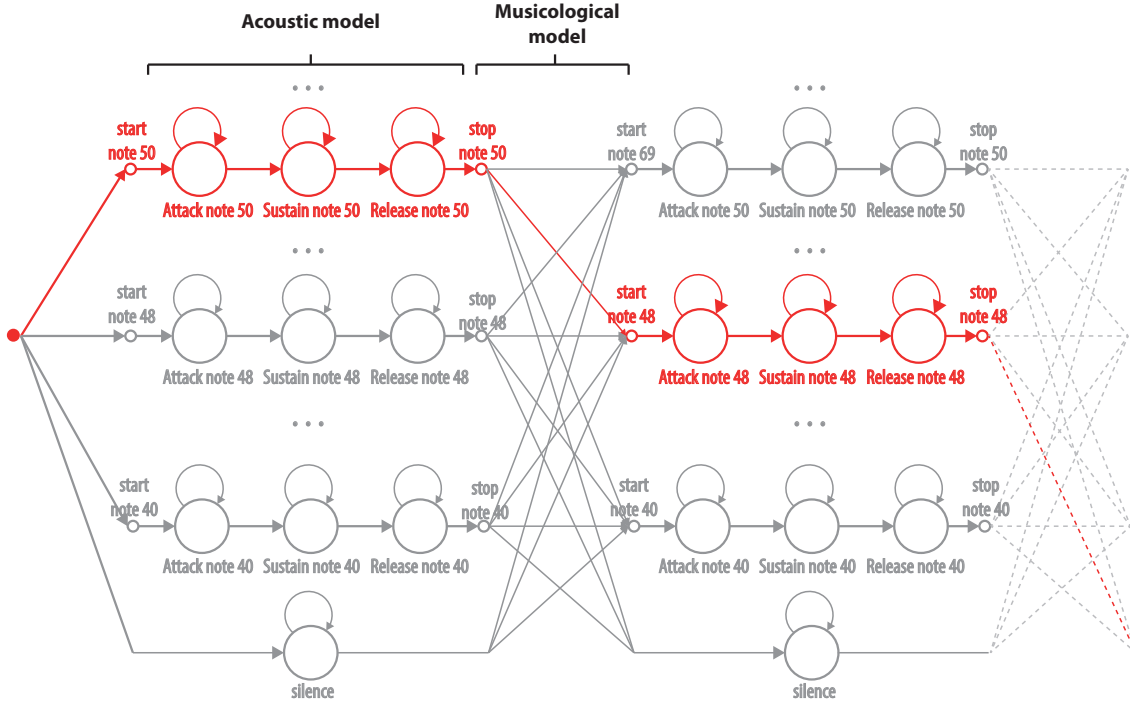 Acoustic model
Musicological
model
. . .
. . .
start
note 50
stop
note 50
start
note 69
stop
note 50
Attack note 50 Sustain note 50 Release note 50
Attack note 50 Sustain note 50 Release note 50
. . .
. . .
start
note 48
stop
note 48
start
note 48
stop
note 48
Attack note 48 Sustain note 48 Release note 48
Attack note 48 Sustain note 48 Release note 48
. . .
. . .
start
note 40
stop
note 40
start
note 40
stop
note 40
Attack note 40 Sustain note 40 Release note 40
Attack note 40 Sustain note 40 Release note 40
silence
silence